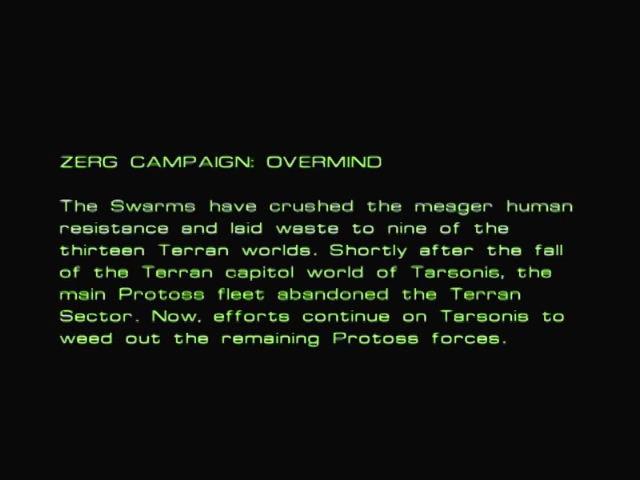 ZERG CAMPAIGN: OVERMIND
The Swarms have crushed the meager human
resistance and laid waste to nine of the
thirteen Terran worlds. Shortly after the fall
of the Terran capitol world of Tarsonis, the
main Protoss fleet abandoned the Terran
Sector. Now, efforts continue on Tarsonis to
weed out the remaining Protoss forces.